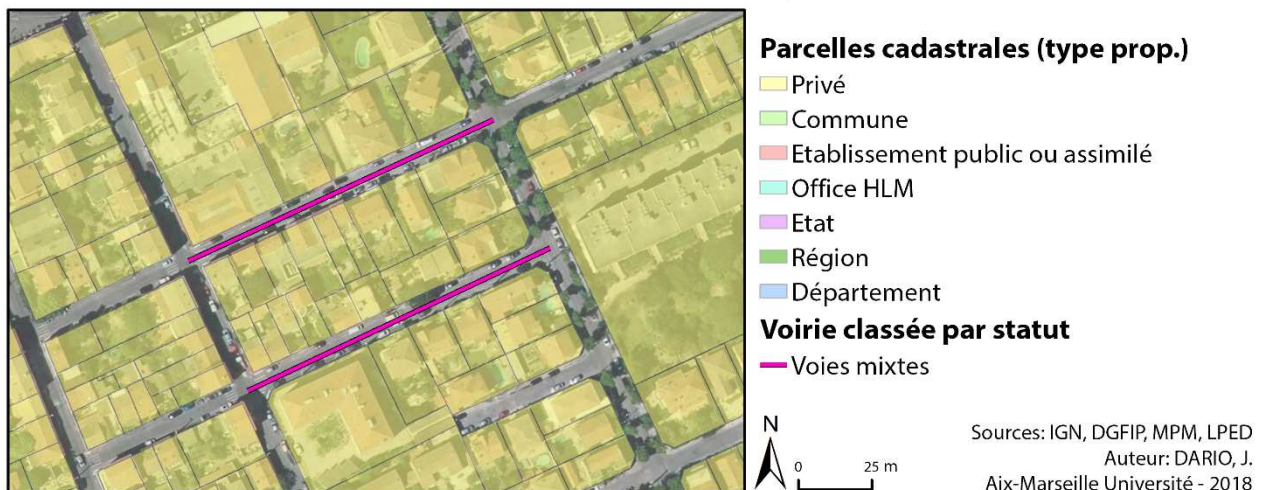 Parcelles cadastrales (type prop.)
Privé
Commune
Etablissement public ou assimilé
Office HLM
Etat
Région
Département
Voirie classée par statut
Voies mixtes
N
0 25 m
Sources: IGN, DGFIP, MPM, LPED
Auteur: DARIO, J.
Aix-Marseille Université - 2018